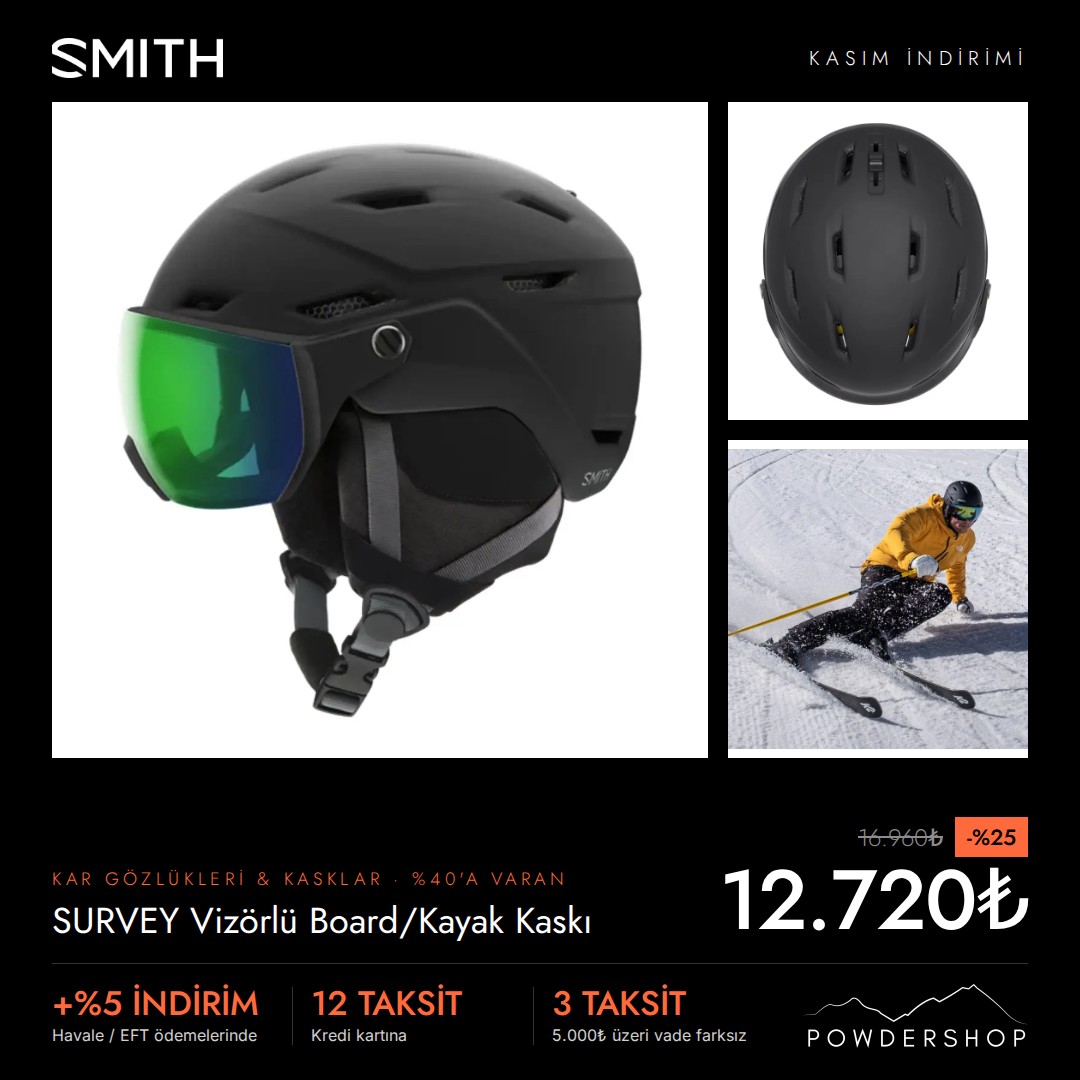 SMITH
KASIM İNDİRİMİ
SMITH
16.960₺ -%25
KAR GÖZLÜKLERİ & KASKLAR · %40'A VARAN
12.720₺
SURVEY Vizörlü Board/Kayak Kaskı
+%5 İNDİRİM
Havale / EFT ödemelerinde
12 TAKSİT
Kredi kartına
3 TAKSİT
5.000₺ üzeri vade farksız
POWDERSHOP